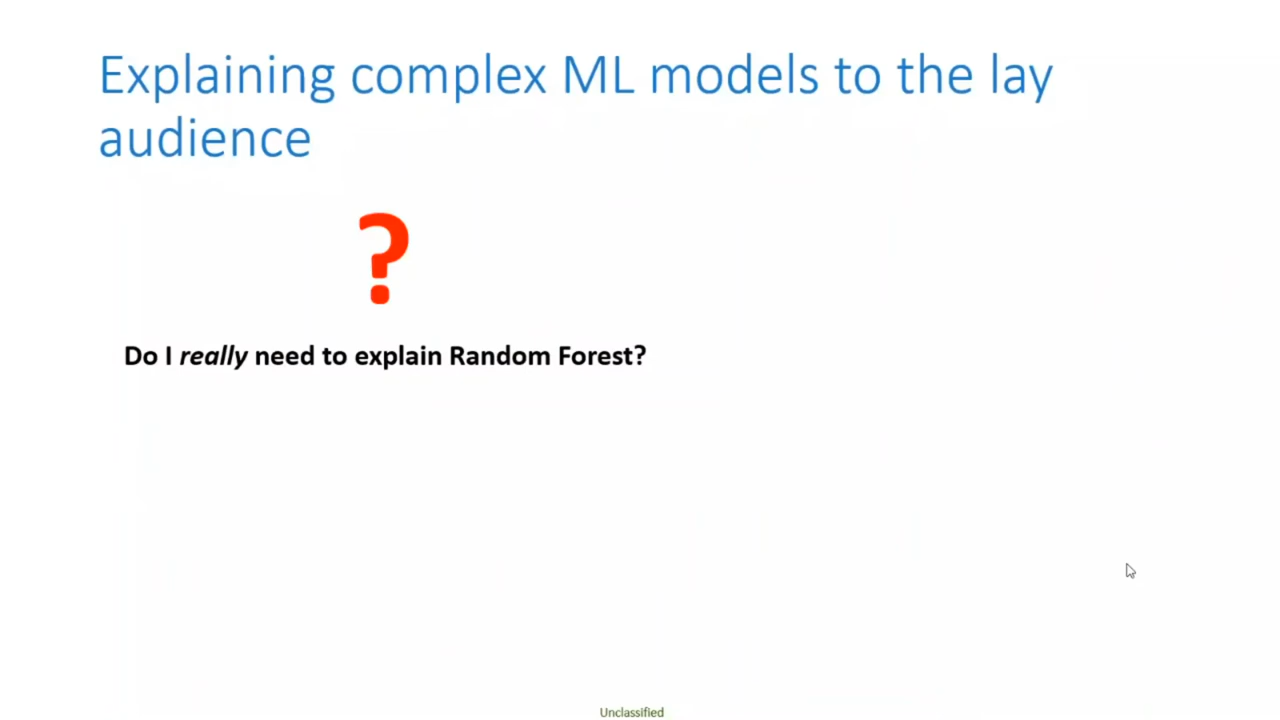 Explaining complex ML models to the lay
audience
?
Do I really need to explain Random Forest?
Unclassified